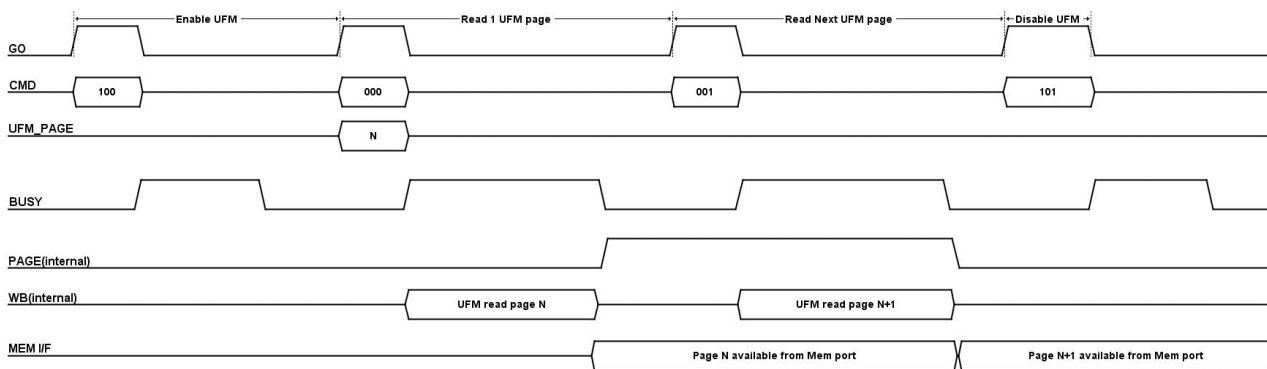 Enable UFM Read 1 UFM page Read Next UFM page Disable UFM
GO
CMD 100 000 001 101
UFM_PAGE N
BUSY
PAGE(internal)
WB(internal) UFM read page N UFM read page N+1
MEM I/F Page N available from Mem port Page N+1 available from Mem port